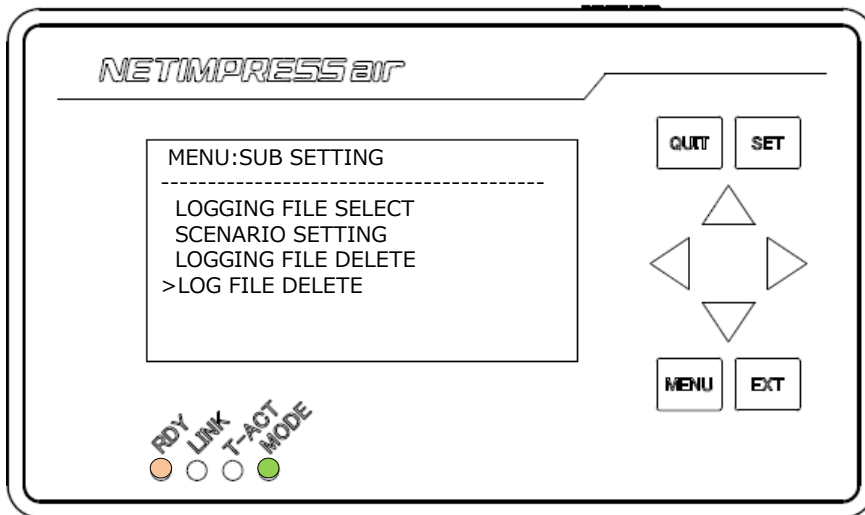 NETIMPRESS air
MENU:SUB SETTING
-----------------------------------------
LOGGING FILE SELECT
SCENARIO SETTING
LOGGING FILE DELETE
>LOG FILE DELETE
QUIT
SET
MENU
EXT
RDY
LINK
T-ACT
MODE